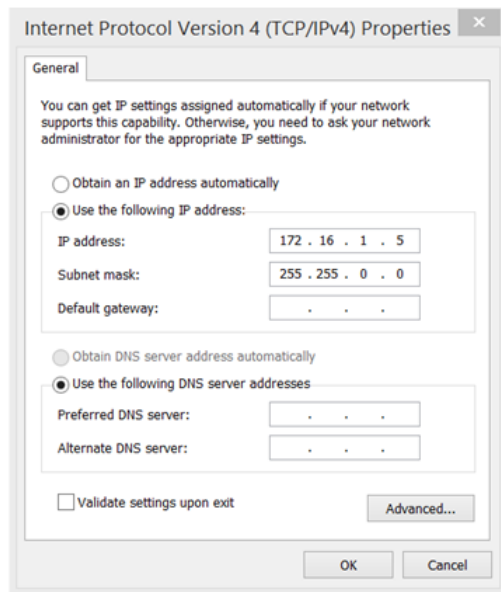 Internet Protocol Version 4 (TCP/IPv4) Properties
General
You can get IP settings assigned automatically if your network
supports this capability. Otherwise, you need to ask your network
administrator for the appropriate IP settings.
Obtain an IP address automatically
Use the following IP address:
IP address: 172 . 16 . 1 . 5
Subnet mask: 255 . 255 . 0 . 0
Default gateway: . . .
Obtain DNS server address automatically
Use the following DNS server addresses
Preferred DNS server: . . .
Alternate DNS server: . . .
Validate settings upon exit
Advanced...
OK Cancel